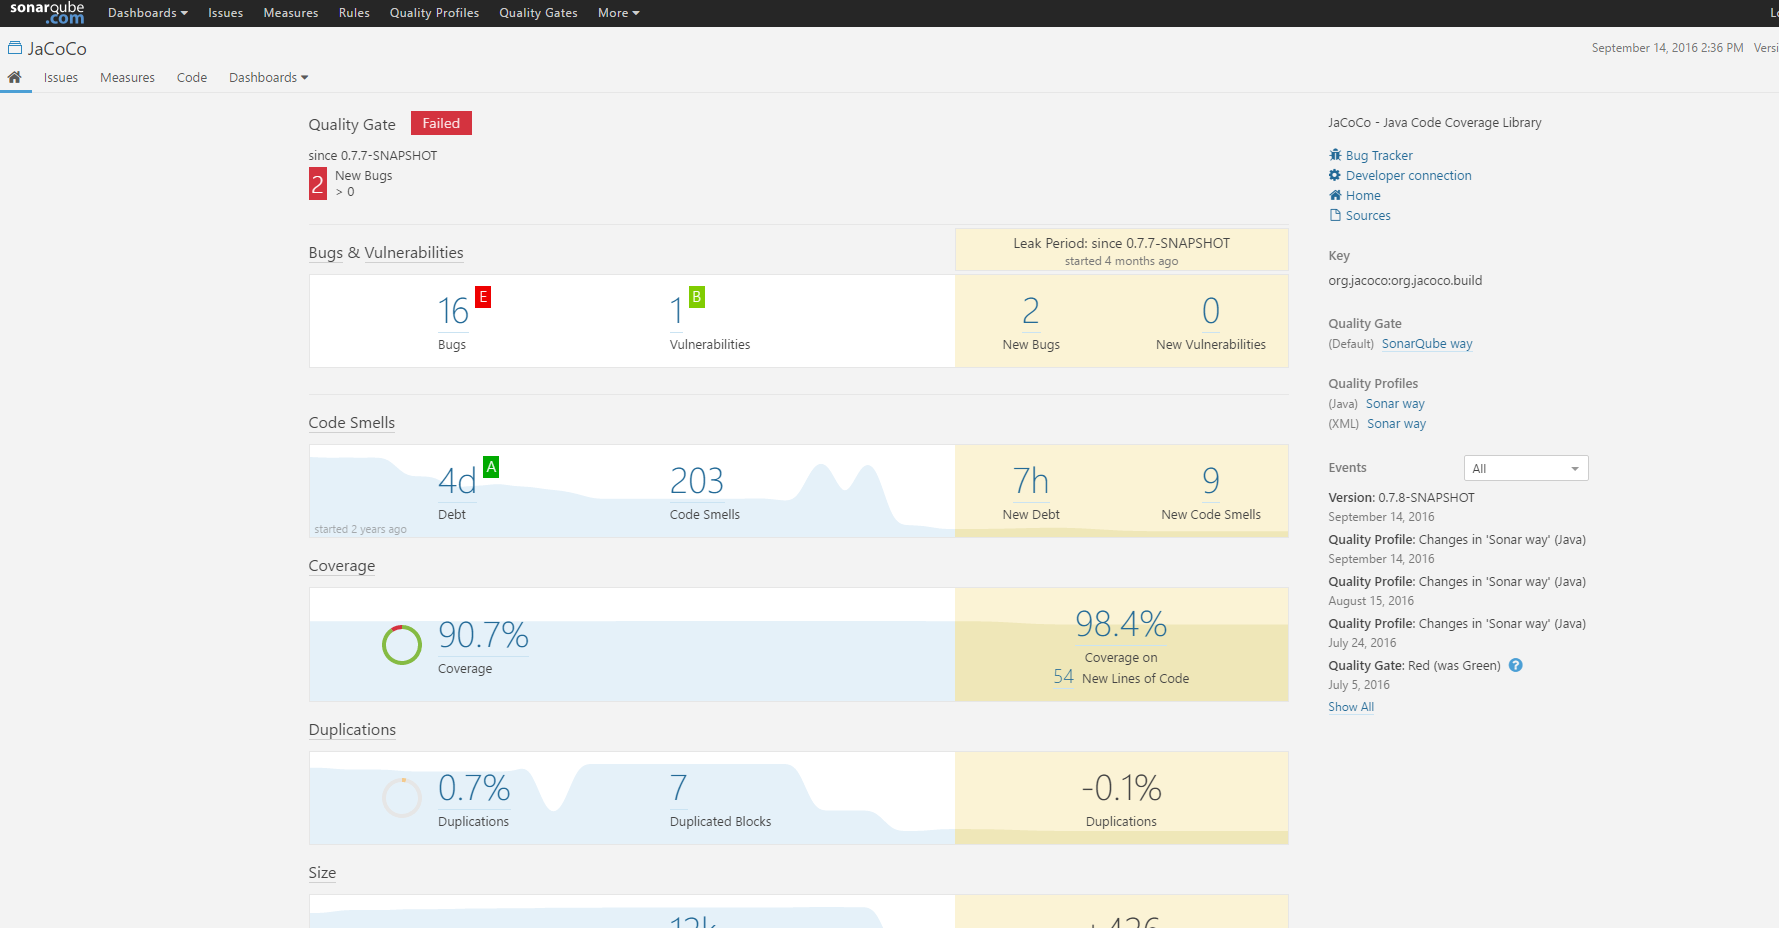 sonarqube
.com
Dashboards Issues Measures Rules Quality Profiles Quality Gates More
JaCoCo
September 14, 2016 2:36 PM
Issues Measures Code Dashboards
Quality Gate Failed
since 0.7.7-SNAPSHOT
2 New Bugs
> 0
Bugs & Vulnerabilities
Leak Period: since 0.7.7-SNAPSHOT
started 4 months ago
16 E 1 B 2 0
Bugs Vulnerabilities New Bugs New Vulnerabilities
Code Smells
4d A 203 7h 9
Debt Code Smells New Debt New Code Smells
started 2 years ago
Coverage
90.7%
Coverage
98.4%
Coverage on
54 New Lines of Code
Duplications
0.7% 7 -0.1%
Duplications Duplicated Blocks Duplications
Size
JaCoCo - Java Code Coverage Library
Bug Tracker
Developer connection
Home
Sources
Key
org.jacoco:org.jacoco.build
Quality Gate
(Default) SonarQube way
Quality Profiles
(Java) Sonar way
(XML) Sonar way
Events All
Version: 0.7.8-SNAPSHOT
September 14, 2016
Quality Profile: Changes in 'Sonar way' (Java)
September 14, 2016
Quality Profile: Changes in 'Sonar way' (Java)
August 15, 2016
Quality Profile: Changes in 'Sonar way' (Java)
July 24, 2016
Quality Gate: Red (was Green) ?
July 5, 2016
Show All